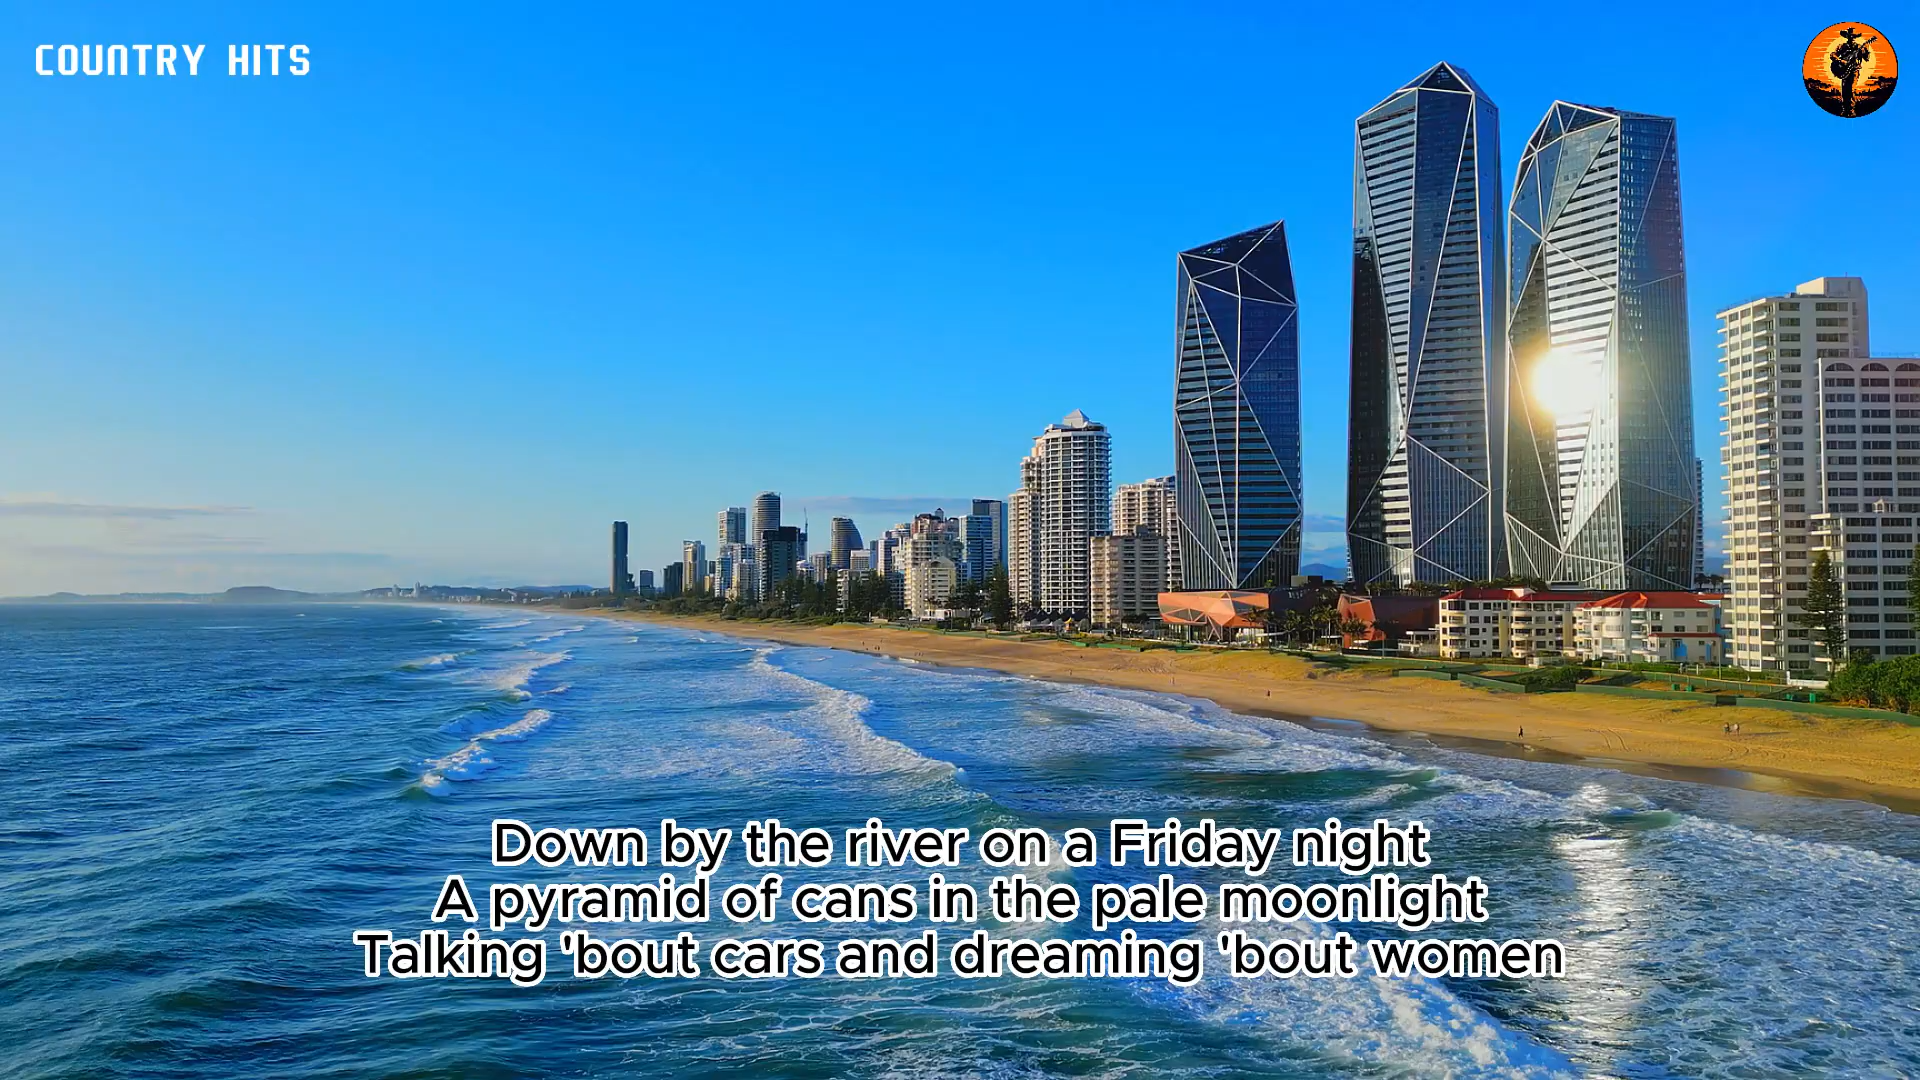 COUNTRY HITS
Down by the river on a Friday night
A pyramid of cans in the pale moonlight
Talking 'bout cars and dreaming 'bout women